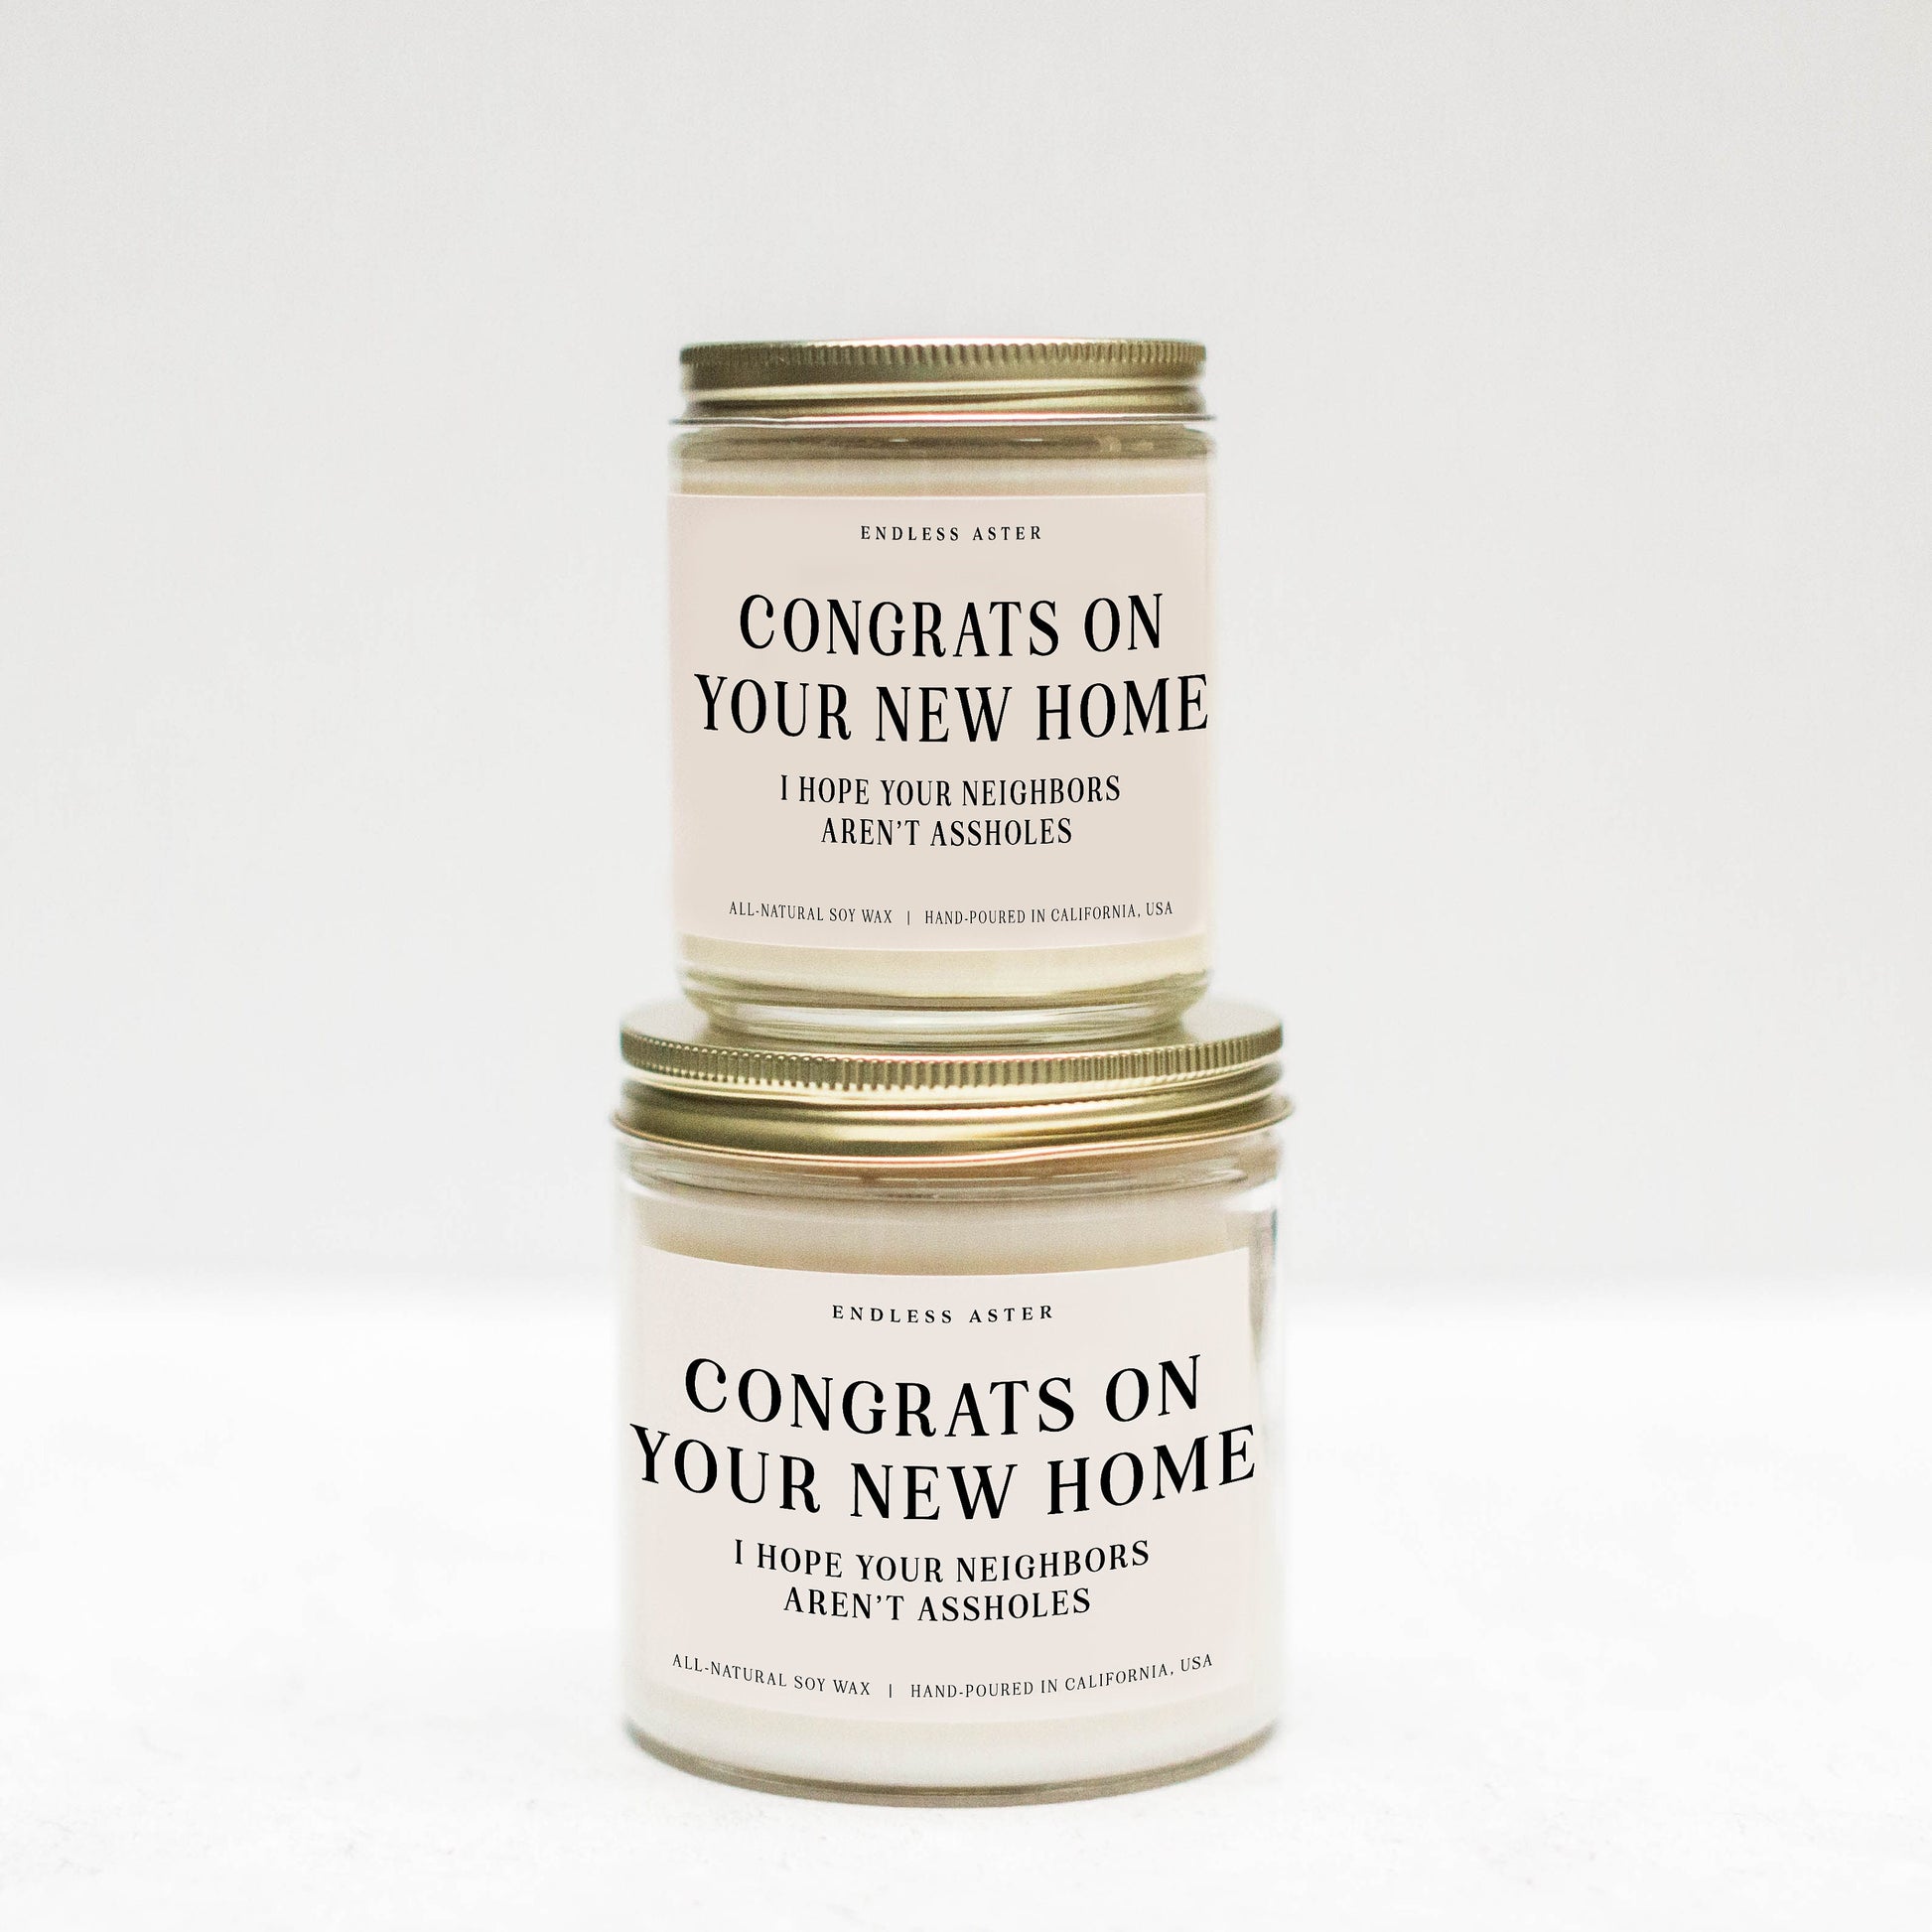 ENDLESS ASTER
CONGRATS ON
YOUR NEW HOME
I HOPE YOUR NEIGHBORS
AREN’T ASSHOLES
ALL-NATURAL SOY WAX | HAND-POURED IN CALIFORNIA, USA
ENDLESS ASTER
CONGRATS ON
YOUR NEW HOME
I HOPE YOUR NEIGHBORS
AREN’T ASSHOLES
ALL-NATURAL SOY WAX | HAND-POURED IN CALIFORNIA, USA